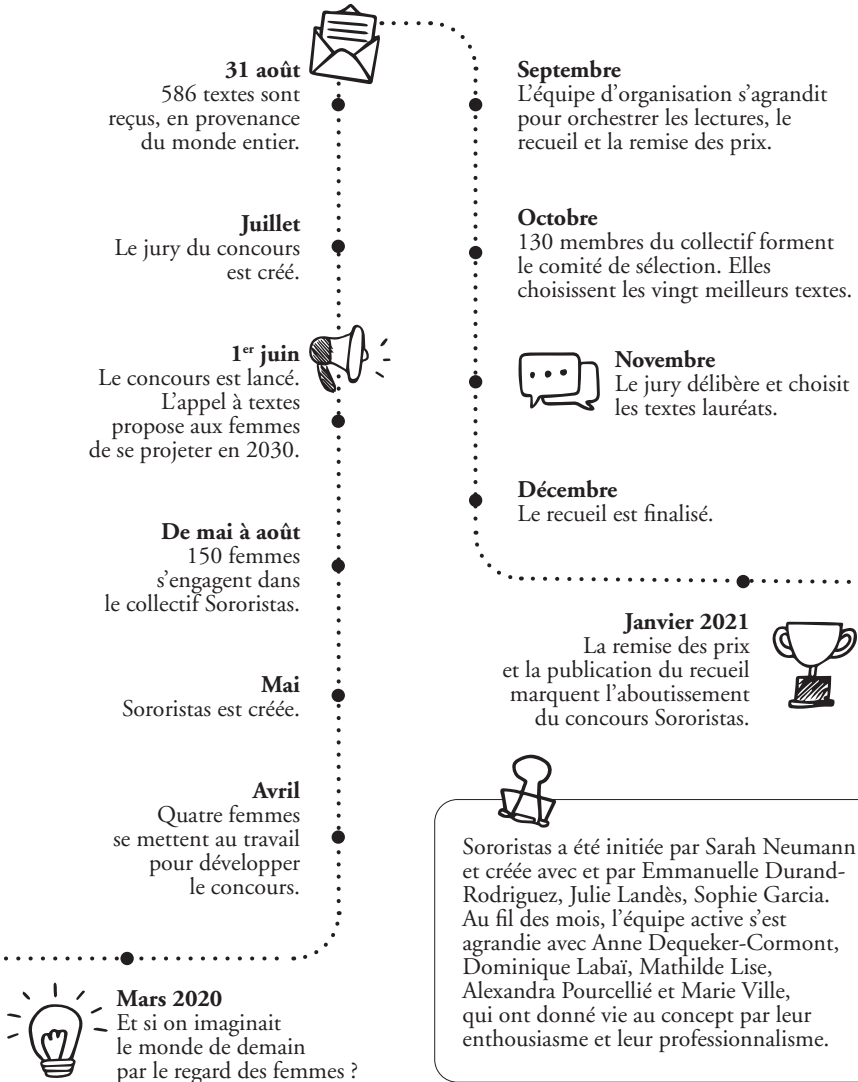 31 août
586 textes sont
reçus, en provenance
du monde entier.
Juillet
Le jury du concours
est créé.
1er juin
Le concours est lancé.
L'appel à textes
propose aux femmes
de se projeter en 2030.
De mai à août
150 femmes
s'engagent dans
le collectif Sororistas.
Mai
Sororistas est créée.
Avril
Quatre femmes
se mettent au travail
pour développer
le concours.
Mars 2020
Et si on imaginait
le monde de demain
par le regard des femmes ?
Septembre
L'équipe d'organisation s'agrandit
pour orchestrer les lectures, le
recueil et la remise des prix.
Octobre
130 membres du collectif forment
le comité de sélection. Elles
choisissent les vingt meilleurs textes.
Novembre
Le jury délibère et choisit
les textes lauréats.
Décembre
Le recueil est finalisé.
Janvier 2021
La remise des prix
et la publication du recueil
marquent l'aboutissement
du concours Sororistas.
Sororistas a été initiée par Sarah Neumann
et créée avec et par Emmanuelle Durand-
Rodriguez, Julie Landès, Sophie Garcia.
Au fil des mois, l'équipe active s'est
agrandie avec Anne Dequeker-Cormont,
Dominique Labaï, Mathilde Lise,
Alexandra Pourcellié et Marie Ville,
qui ont donné vie au concept par leur
enthousiasme et leur professionnalisme.